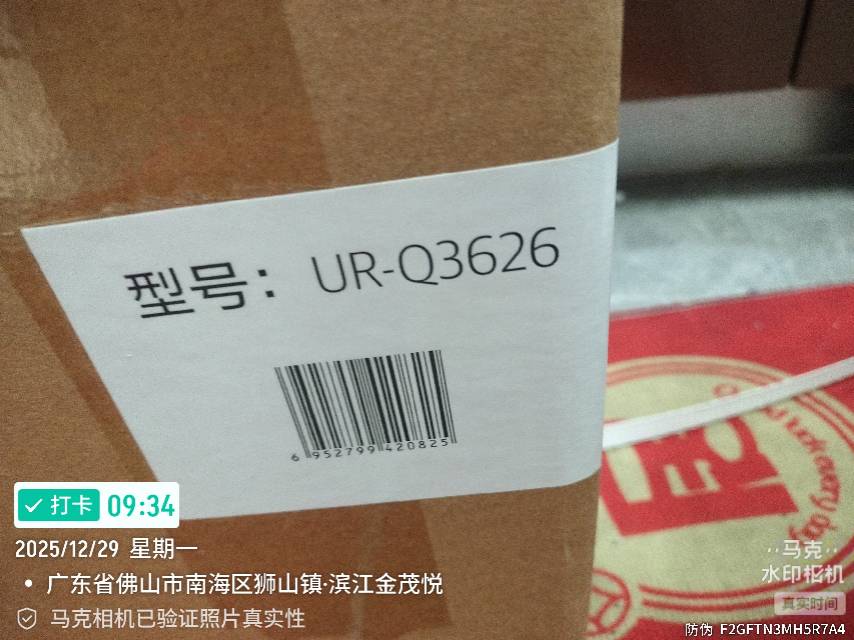 型号：UR-Q3626
6 952799 420825
打卡 09:34
2025/12/29 星期一
广东省佛山市南海区狮山镇·滨江金茂悦
马克相机已验证照片真实性
马克
水印相机
真实时间
防伪 F2GFTN3MH5R7A4